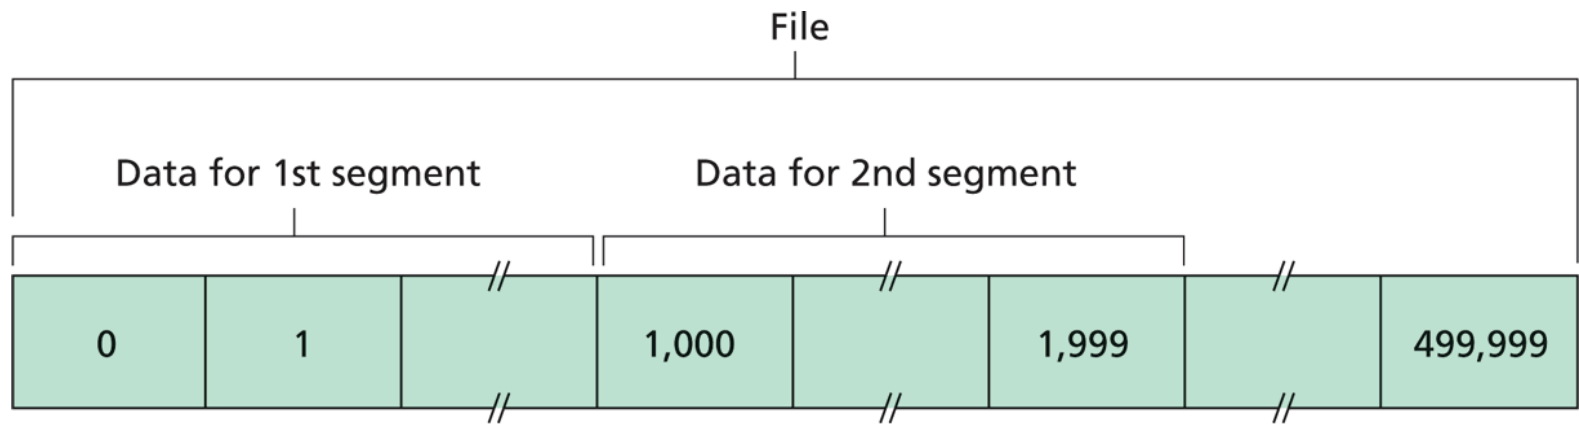 File
Data for 1st segment Data for 2nd segment
0 1 1,000 1,999 499,999